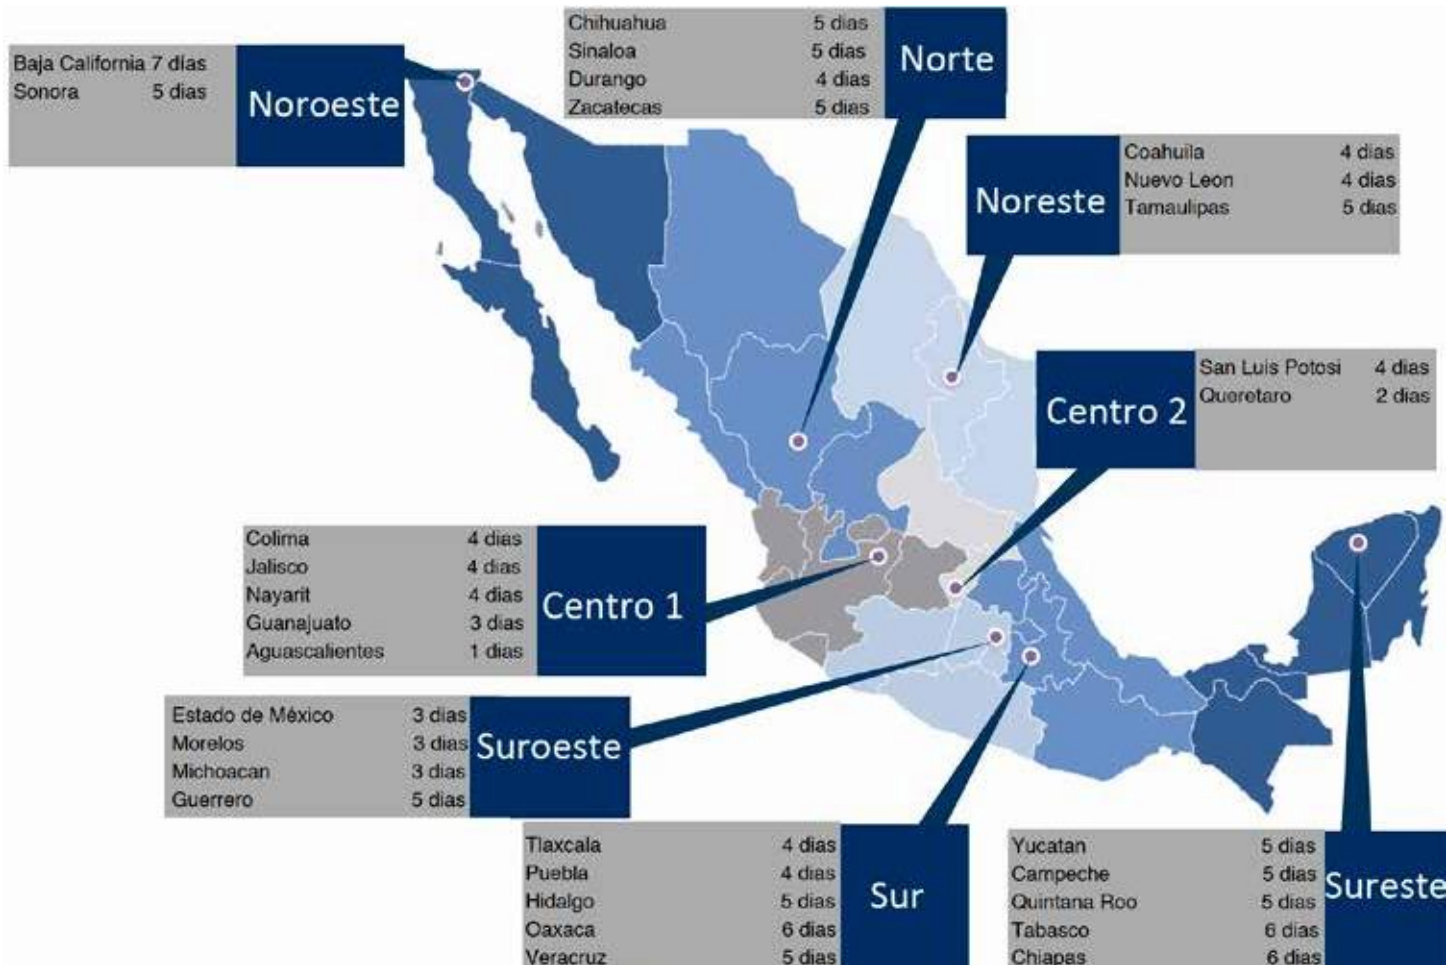 Baja California 7 días
Sonora 5 dias
Noroeste
Chihuahua 5 dias
Sinaloa 5 días
Durango 4 dias
Zacatecas 5 dias
Norte
Noreste
Coahuila 4 dias
Nuevo Leon 4 dias
Tamaulipas 5 dias
Centro 2
San Luis Potosi 4 dias
Queretaro 2 dias
Colima 4 dias
Jalisco 4 dias
Nayarit 4 dias
Guanajuato 3 dias
Aguascalientes 1 dias
Centro 1
Estado de México 3 dias
Morelos 3 dias
Michoacan 3 dias
Guerrero 5 dias
Suroeste
Tlaxcala 4 dias
Puebla 4 dias
Hidalgo 5 dias
Oaxaca 6 dias
Veracruz 5 dias
Sur
Yucatan 5 dias
Campeche 5 dias
Quintana Roo 5 dias
Tabasco 6 dias
Chiapas 6 dias
Sureste